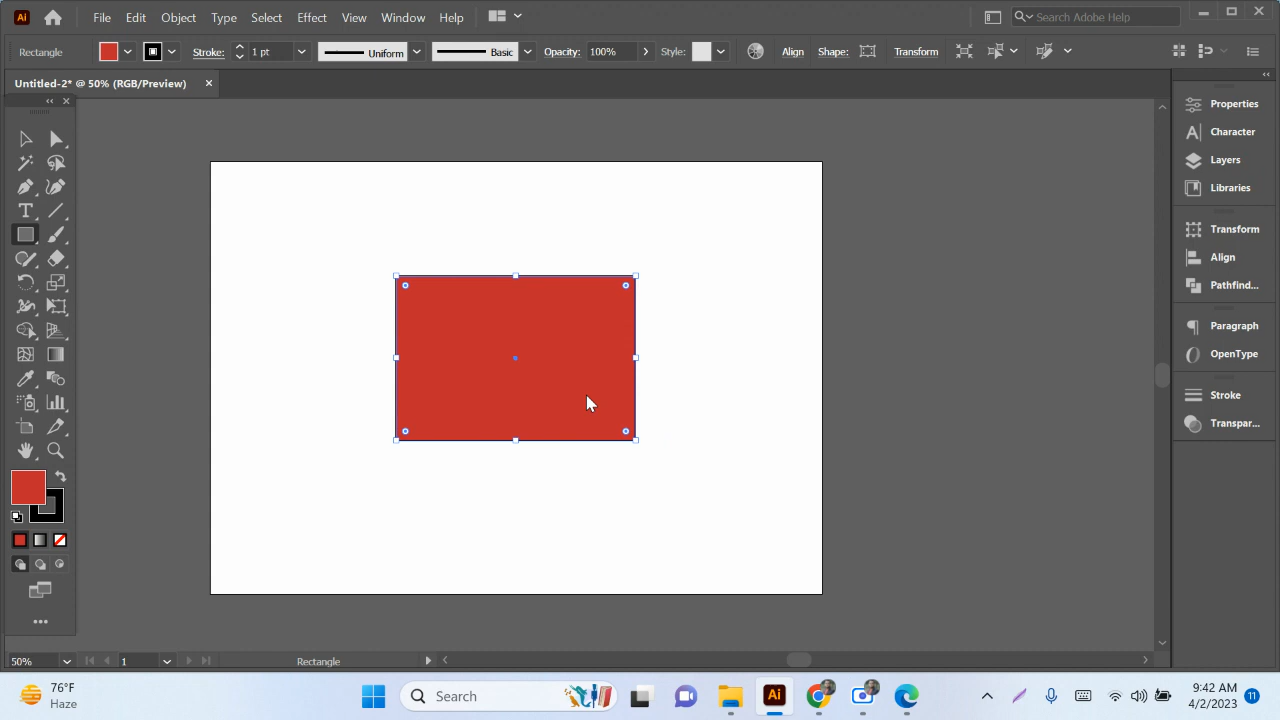 Ai File Edit Object Type Select Effect View Window Help Search Adobe Help
Rectangle Stroke: 1 pt Uniform Basic Opacity: 100% Style: Align Shape: Transform
Untitled-2* @ 50% (RGB/Preview)
Properties
Character
Layers
Libraries
Transform
Align
Pathfind...
Paragraph
OpenType
Stroke
Transpar...
50% 1 Rectangle
76°F
Haze
Search
Ai
9:42 AM
4/2/2023
11